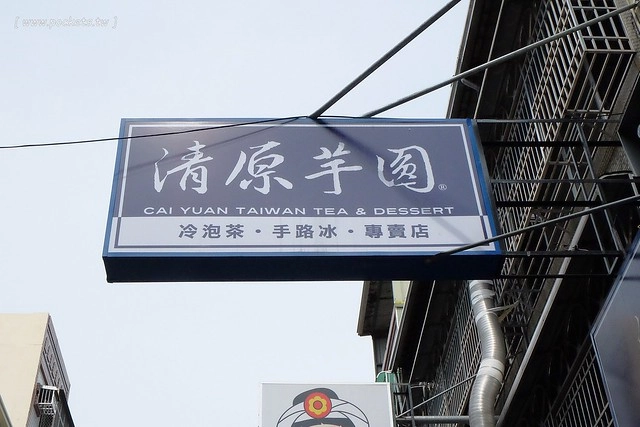 [ www.pochats.tw ]
清原芋圓®
CAI YUAN TAIWAN TEA & DESSERT
冷泡茶・手路冰・專賣店